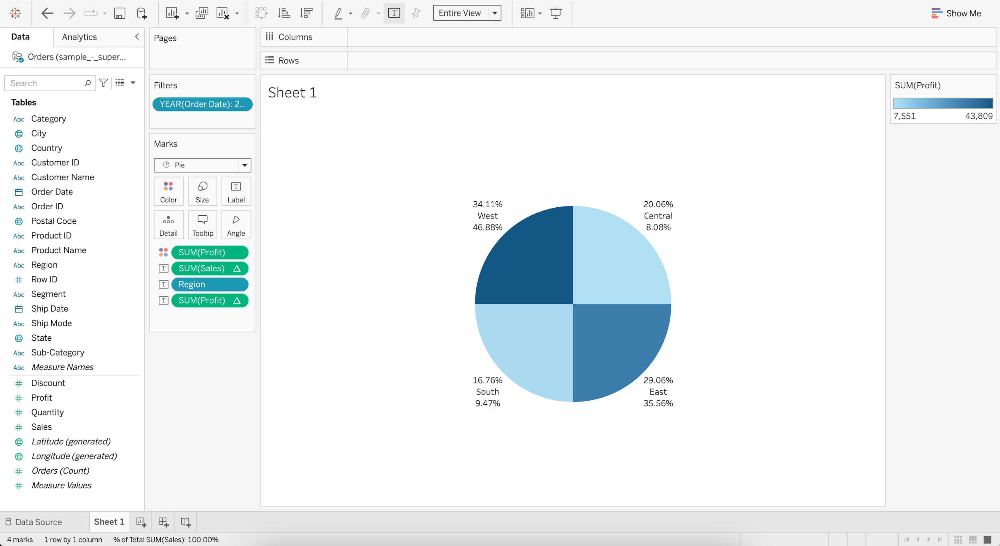 Entire View
Show Me
Data
Analytics
Orders (sample_-_super...
Search
Tables
Abc Category
City
Country
Abc Customer ID
Abc Customer Name
Order Date
Abc Order ID
Postal Code
Abc Product ID
Abc Product Name
Abc Region
Row ID
Abc Segment
Ship Date
Abc Ship Mode
State
Abc Sub-Category
Abc Measure Names
Discount
Profit
Quantity
Sales
Latitude (generated)
Longitude (generated)
Orders (Count)
Measure Values
Pages
Filters
YEAR(Order Date): 2..
Marks
Pie
Color
Size
Label
Detail
Tooltip
Angle
SUM(Profit)
SUM(Sales)
Region
SUM(Profit)
Columns
Rows
Sheet 1
34.11%
West
46.88%
20.06%
Central
8.08%
16.76%
South
9.47%
29.06%
East
35.56%
SUM(Profit)
7,551 43,809
Data Source
Sheet 1
4 marks 1 row by 1 column % of Total SUM(Sales): 100.00%